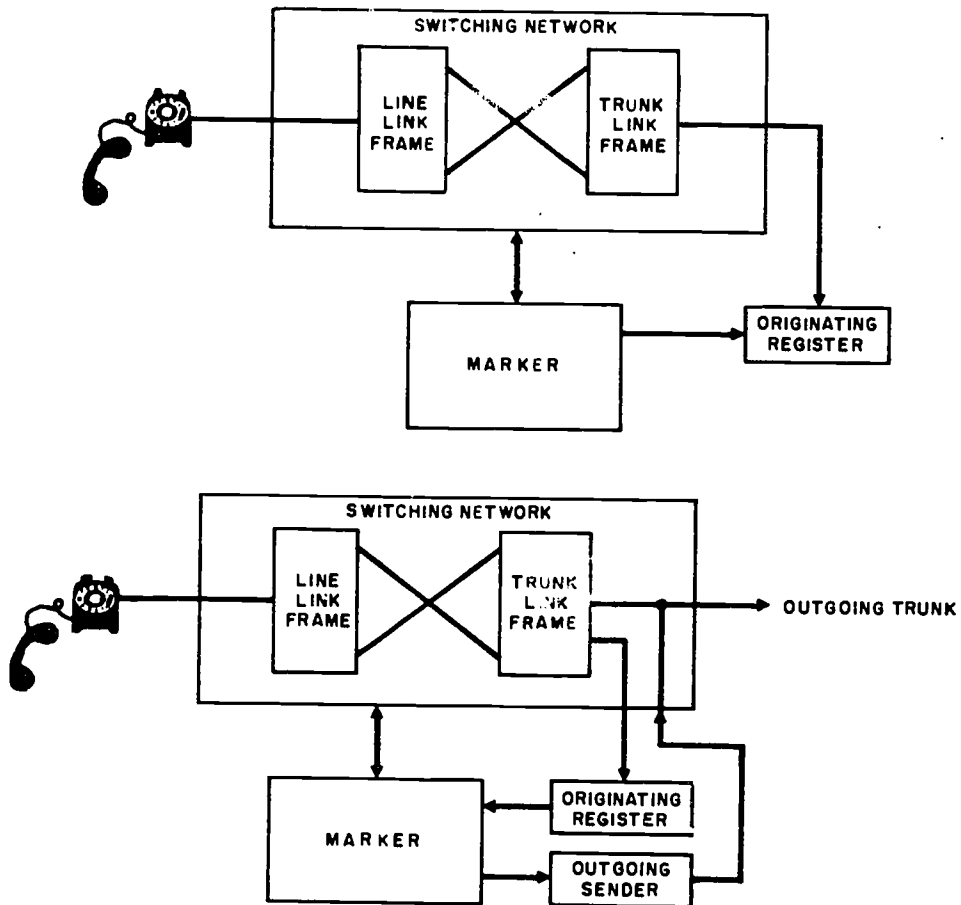 SWITCHING NETWORK
LINE
LINK
FRAME
TRUNK
LINK
FRAME
MARKER
ORIGINATING
REGISTER
SWITCHING NETWORK
LINE
LINK
FRAME
TRUNK
LINK
FRAME
OUTGOING TRUNK
MARKER
ORIGINATING
REGISTER
OUTGOING
SENDER